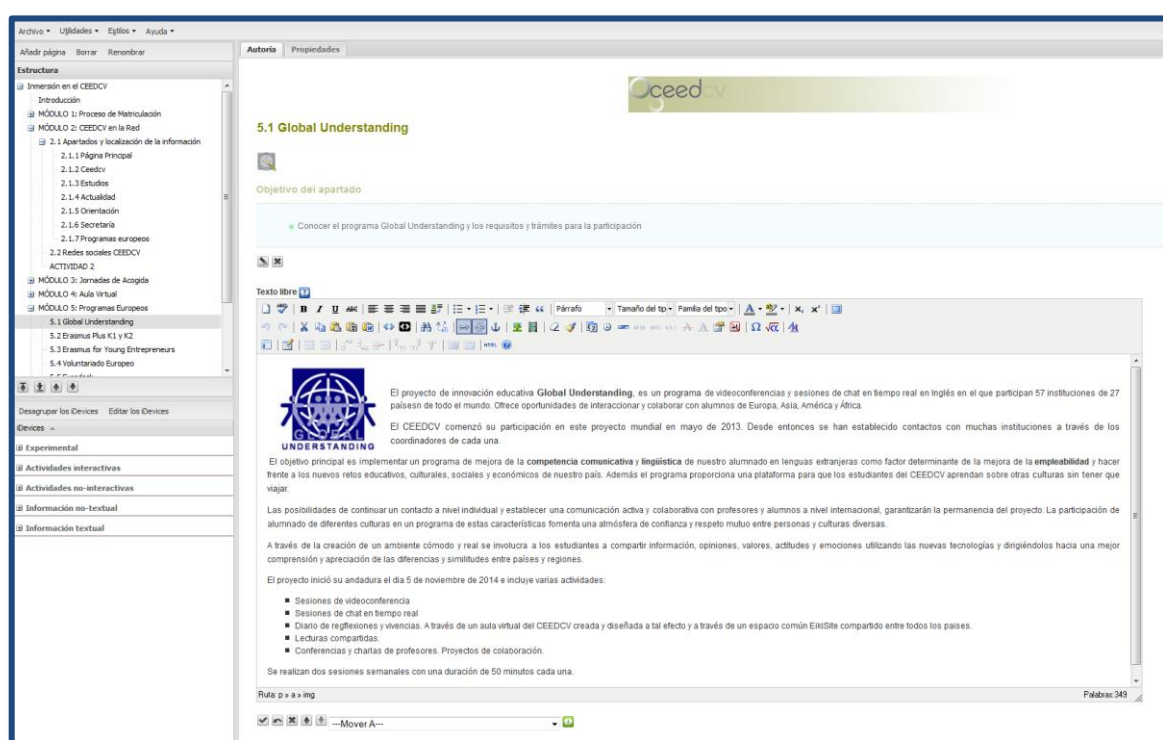 Archivo Utilidades Estilos Ayuda
Añadir página Borrar Renombrar
Estructura
Inmersión en el CEEDCV
Introducción
MÓDULO 1: Proceso de Matriculación
MÓDULO 2: CEEDCV en la Red
2.1 Apartados y localización de la información
2.1.1 Página Principal
2.1.2 Ceedcv
2.1.3 Estudios
2.1.4 Actualidad
2.1.5 Orientación
2.1.6 Secretaría
2.1.7 Programas europeos
2.2 Redes sociales CEEDCV
ACTIVIDAD 2
MÓDULO 3: Jornadas de Acogida
MÓDULO 4: Aula Virtual
MÓDULO 5: Programas Europeos
5.1 Global Understanding
5.2 Erasmus Plus K1 y K2
5.3 Erasmus for Young Entrepreneurs
5.4 Voluntariado Europeo
Desagrupar los iDevices Editar los iDevices
iDevices
Experimental
Actividades interactivas
Actividades no-interactivas
Información no-textual
Información textual
Autoría Propiedades
ceedcv
5.1 Global Understanding
Objetivo del apartado
Conocer el programa Global Understanding y los requisitos y trámites para la participación
Texto libre
B I U ABC Párrafo Tamaño del tip Familia del tipo
HTML
GLOBAL
UNDERSTANDING
El proyecto de innovación educativa Global Understanding, es un programa de videoconferencias y sesiones de chat en tiempo real en Inglés en el que participan 57 instituciones de 27
paísesn de todo el mundo. Ofrece oportunidades de interaccionar y colaborar con alumnos de Europa, Asia, América y África.
El CEEDCV comenzó su participación en este proyecto mundial en mayo de 2013. Desde entonces se han establecido contactos con muchas instituciones a través de los
coordinadores de cada una.
El objetivo principal es implementar un programa de mejora de la competencia comunicativa y lingüística de nuestro alumnado en lenguas extranjeras como factor determinante de la mejora de la empleabilidad y hacer
frente a los nuevos retos educativos, culturales, sociales y económicos de nuestro país. Además el programa proporciona una plataforma para que los estudiantes del CEEDCV aprendan sobre otras culturas sin tener que
viajar.
Las posibilidades de continuar un contacto a nivel individual y establecer una comunicación activa y colaborativa con profesores y alumnos a nivel internacional, garantizarán la permanencia del proyecto. La participación de
alumnado de diferentes culturas en un programa de estas características fomenta una atmósfera de confianza y respeto mutuo entre personas y culturas diversas.
A través de la creación de un ambiente cómodo y real se involucra a los estudiantes a compartir información, opiniones, valores, actitudes y emociones utilizando las nuevas tecnologías y dirigiéndolos hacia una mejor
comprensión y apreciación de las diferencias y similitudes entre países y regiones.
El proyecto inició su andadura el día 5 de noviembre de 2014 e incluye varias actividades:
Sesiones de videoconferencia
Sesiones de chat en tiempo real
Diario de regflexiones y vivencias. A través de un aula virtual del CEEDCV creada y diseñada a tal efecto y a través de un espacio común EikiSite compartido entre todos los paises.
Lecturas compartidas.
Conferencias y charlas de profesores. Proyectos de colaboración.
Se realizan dos sesiones semanales con una duración de 50 minutos cada una.
Ruta: p » a » img Palabras:349
---Mover A---